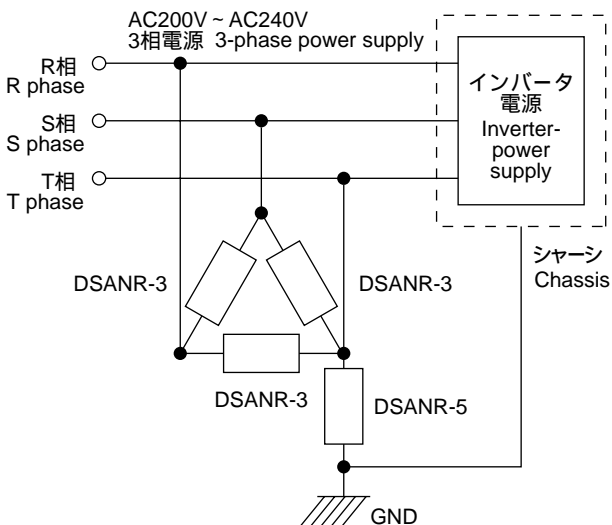 AC200V ~ AC240V
3相電源 3-phase power supply
R相
R phase
S相
S phase
T相
T phase
インバータ
電源
Inverter-
power
supply
シャーシ
Chassis
DSANR-3
DSANR-3
DSANR-3
DSANR-5
GND